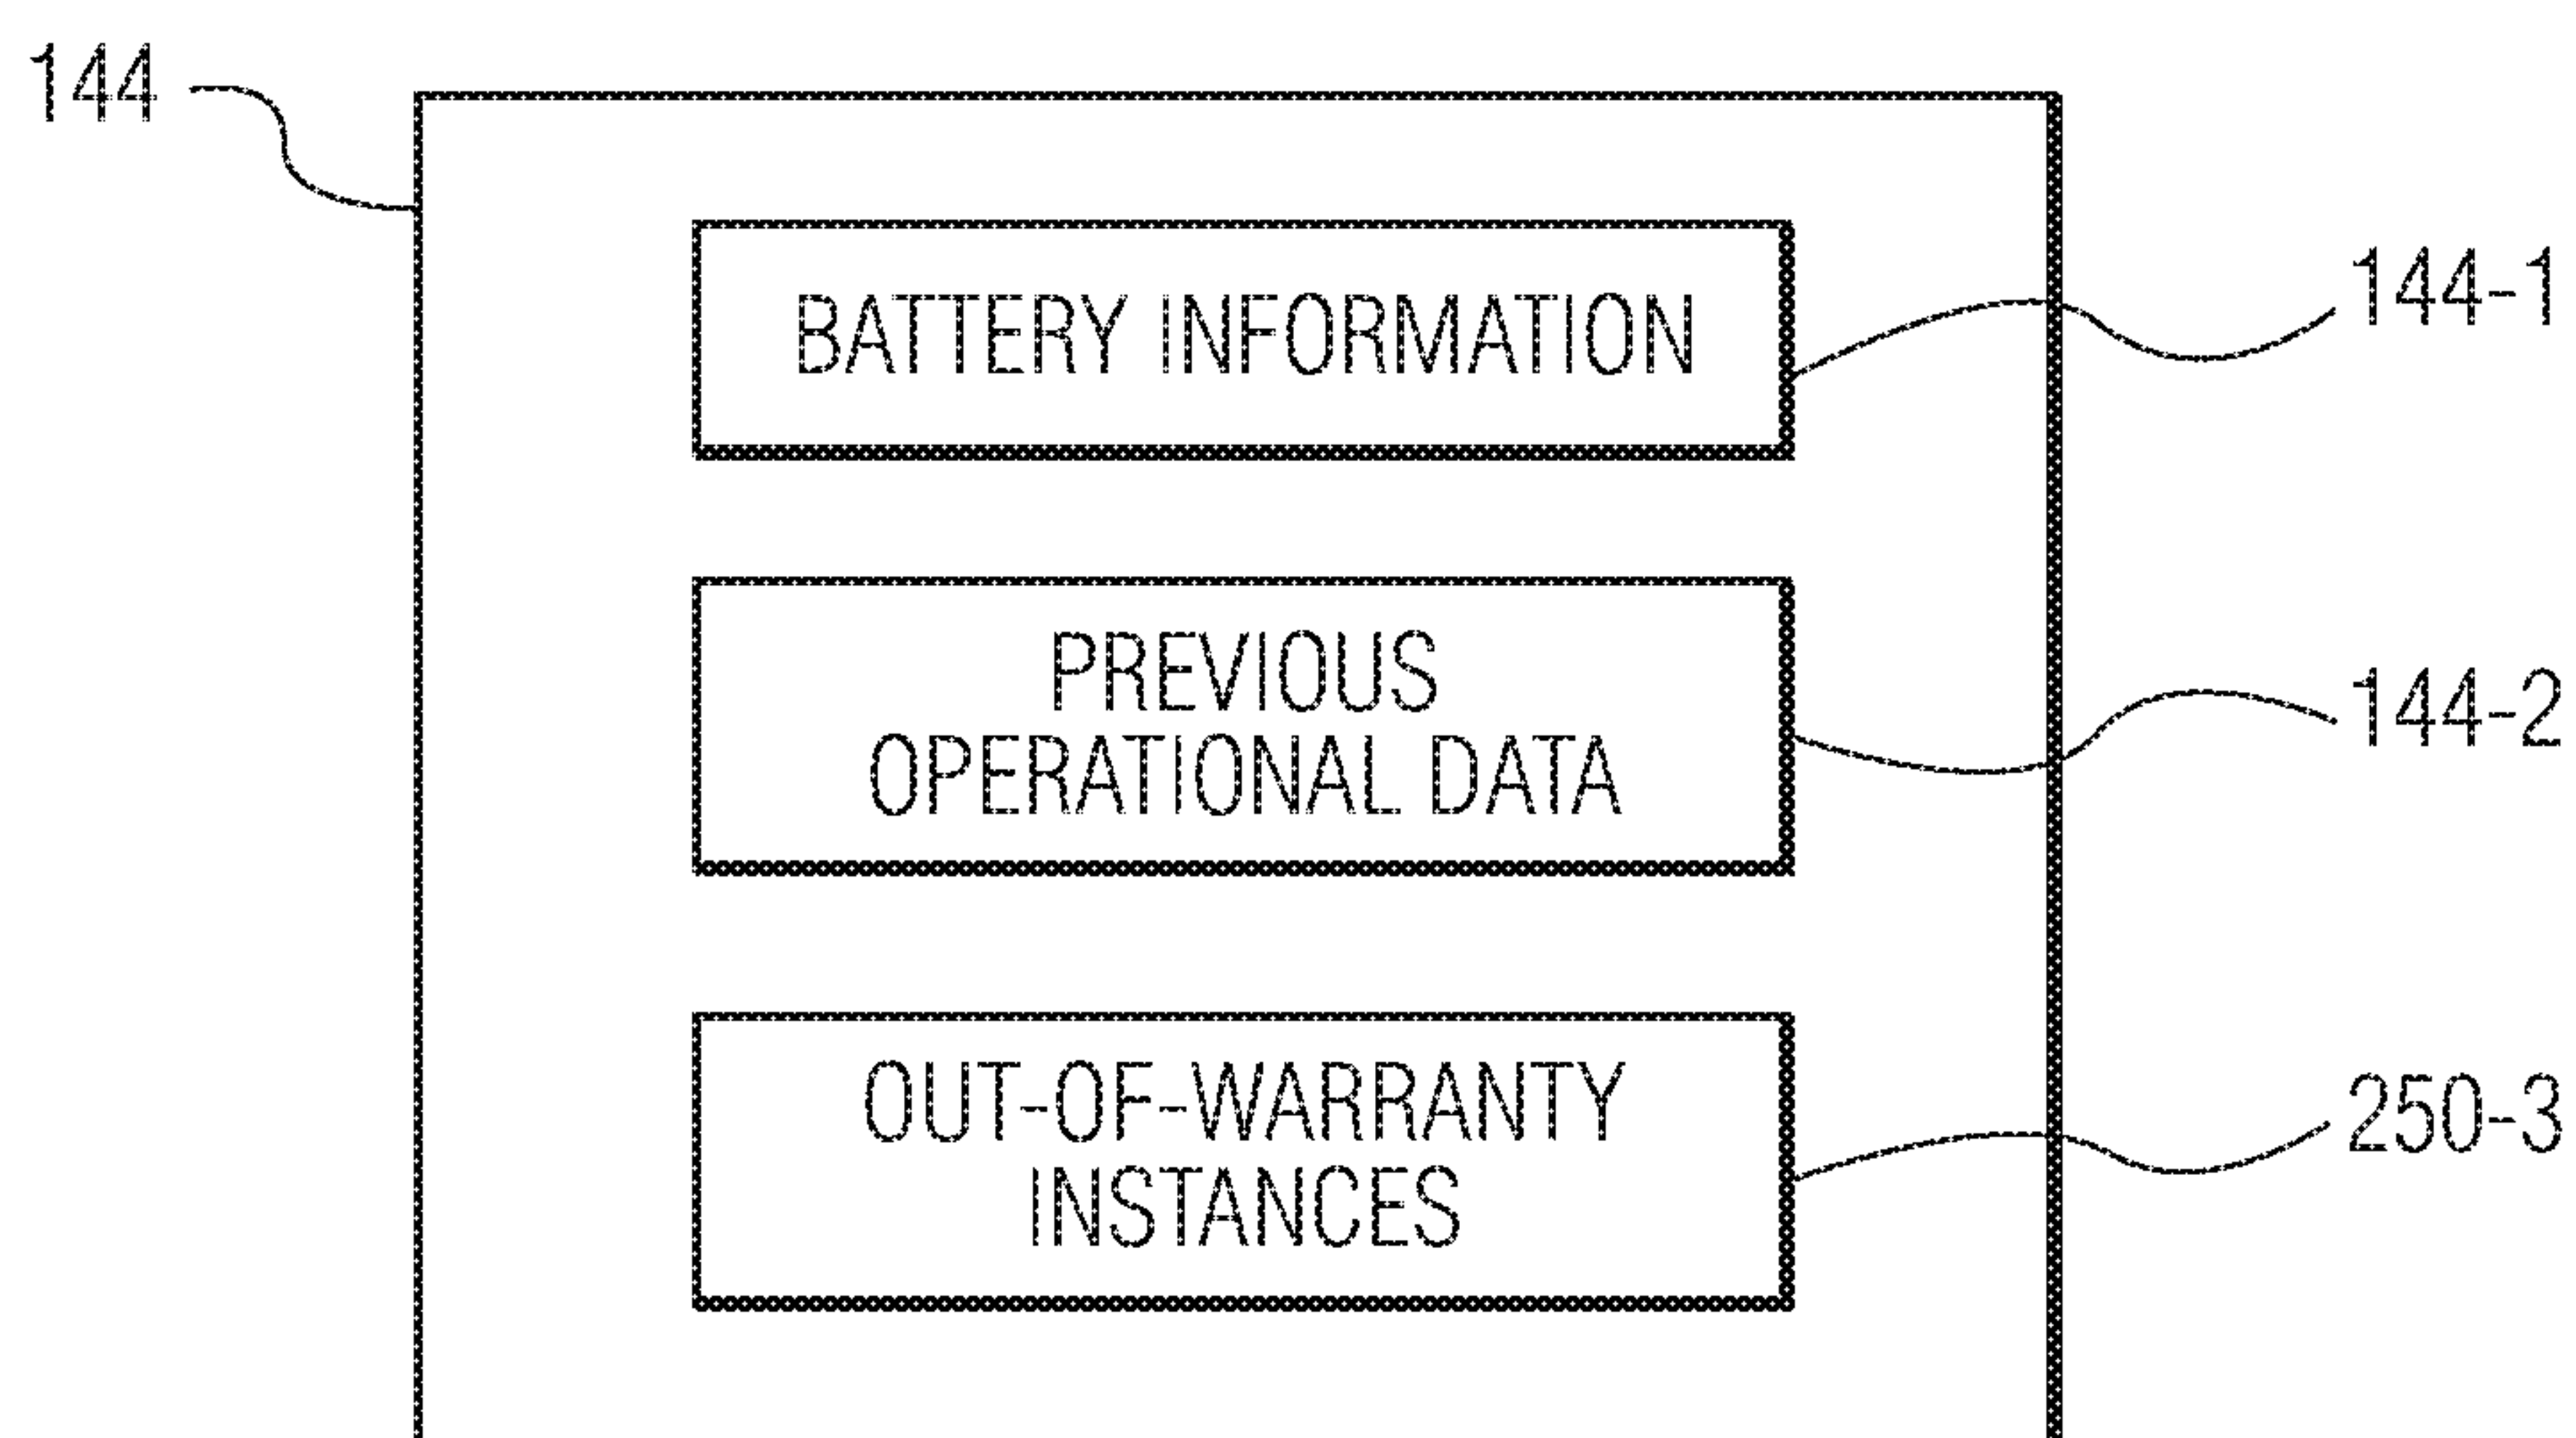 144
BATTERY INFORMATION
144-1
PREVIOUS
OPERATIONAL DATA
144-2
OUT-OF-WARRANTY
INSTANCES
250-3